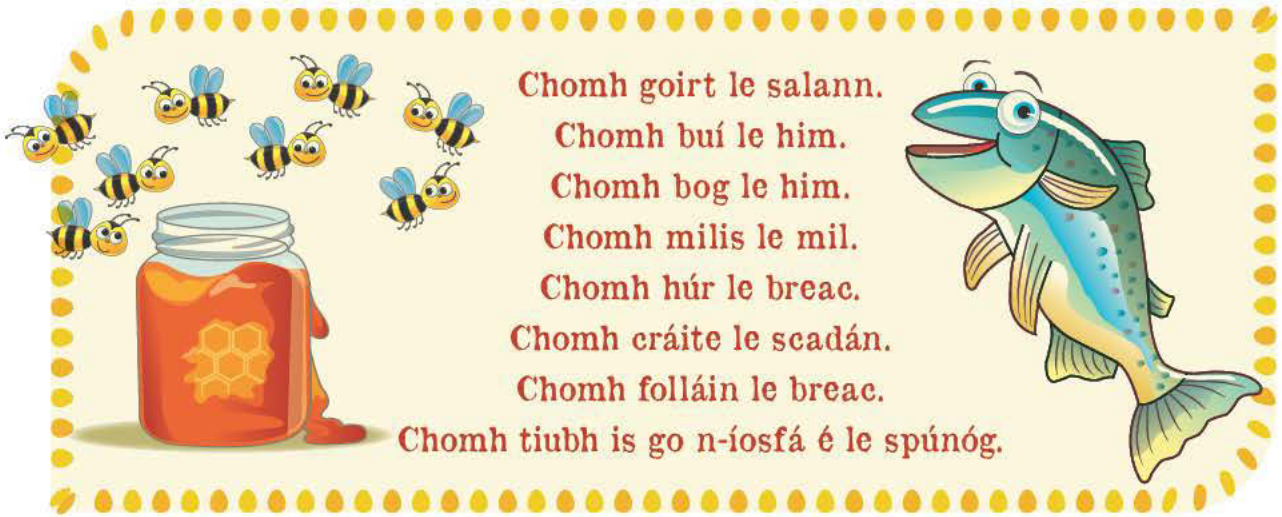 Chomh goirt le salann.
Chomh buí le him.
Chomh bog le him.
Chomh milis le mil.
Chomh húr le breac.
Chomh cráite le scadán.
Chomh folláin le breac.
Chomh tiubh is go n-íosfá é le spúnóg.